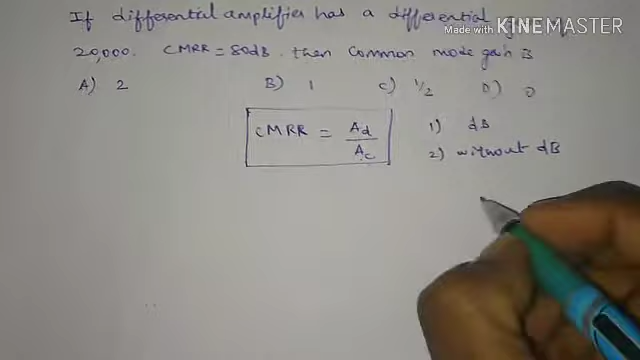 Made with KINEMASTER
If differential amplifier has a differential
20,000. CMRR = 80dB. then Common mode gain is
A) 2 B) 1 C) 1/2 D) 0
CMRR = Ad/Ac
1) dB
2) without dB